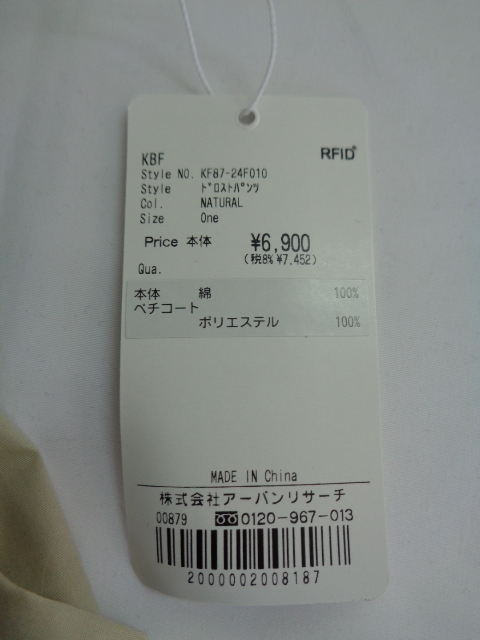 KBF
RFID
Style NO. KF87-24F010
Style ﾄﾞﾛｽﾄﾊﾟﾝﾂ
Col. NATURAL
Size One
Price 本体 ¥6,900
(税8% ¥7,452)
Qua.
本体 綿 100%
ペチコート
ポリエステル 100%
MADE IN China
株式会社アーバンリサーチ
00879 0120-967-013
2000002008187